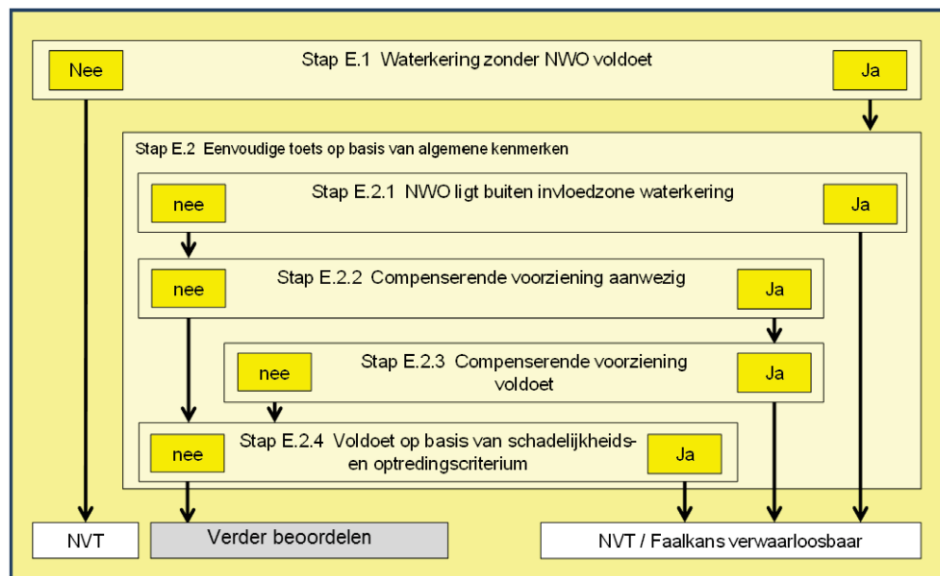 Stap E.1 Waterkering zonder NWO voldoet
Nee
Ja
Stap E.2 Eenvoudige toets op basis van algemene kenmerken
Stap E.2.1 NWO ligt buiten invloedzone waterkering
nee
Ja
Stap E.2.2 Compenserende voorziening aanwezig
nee
Ja
Stap E.2.3 Compenserende voorziening
voldoet
nee
Ja
Stap E.2.4 Voldoet op basis van schadelijkheids-
en optredingscriterium
nee
Ja
NVT
Verder beoordelen
NVT / Faalkans verwaarloosbaar